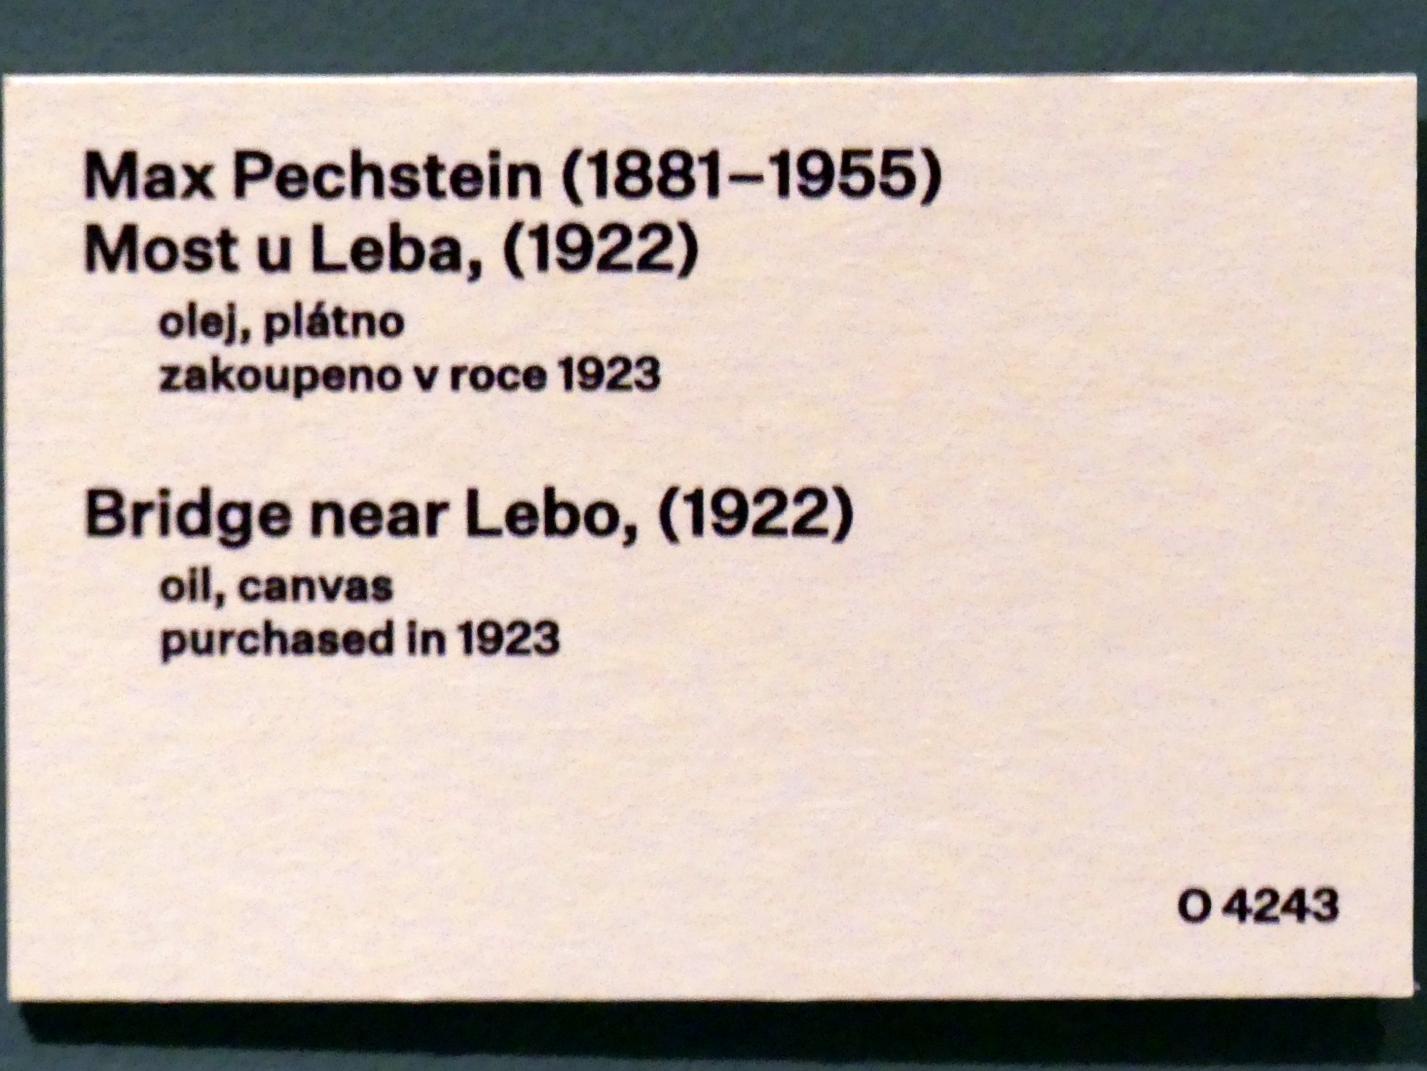 Max Pechstein (1881–1955)
Most u Leba, (1922)
olej, plátno
zakoupeno v roce 1923
Bridge near Lebo, (1922)
oil, canvas
purchased in 1923
O 4243